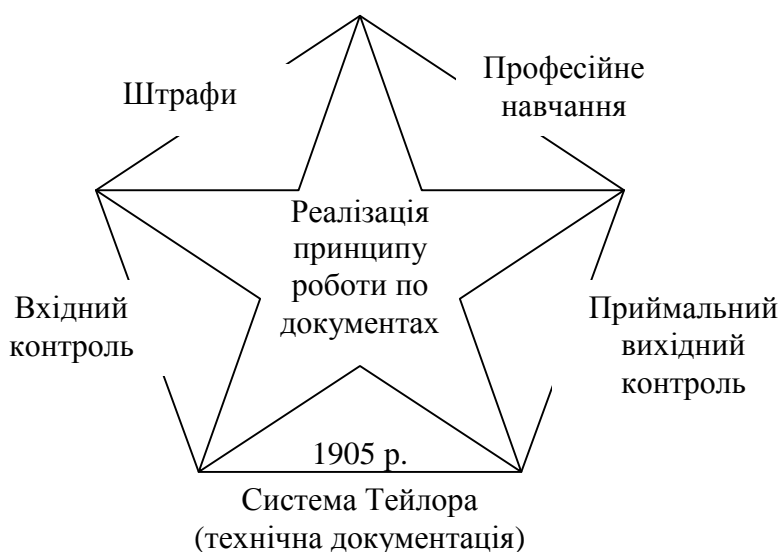 Штрафи
Професійне
навчання
Реалізація
принципу
роботи по
документах
Вхідний
контроль
Приймальний
вихідний
контроль
1905 р.
Система Тейлора
(технічна документація)